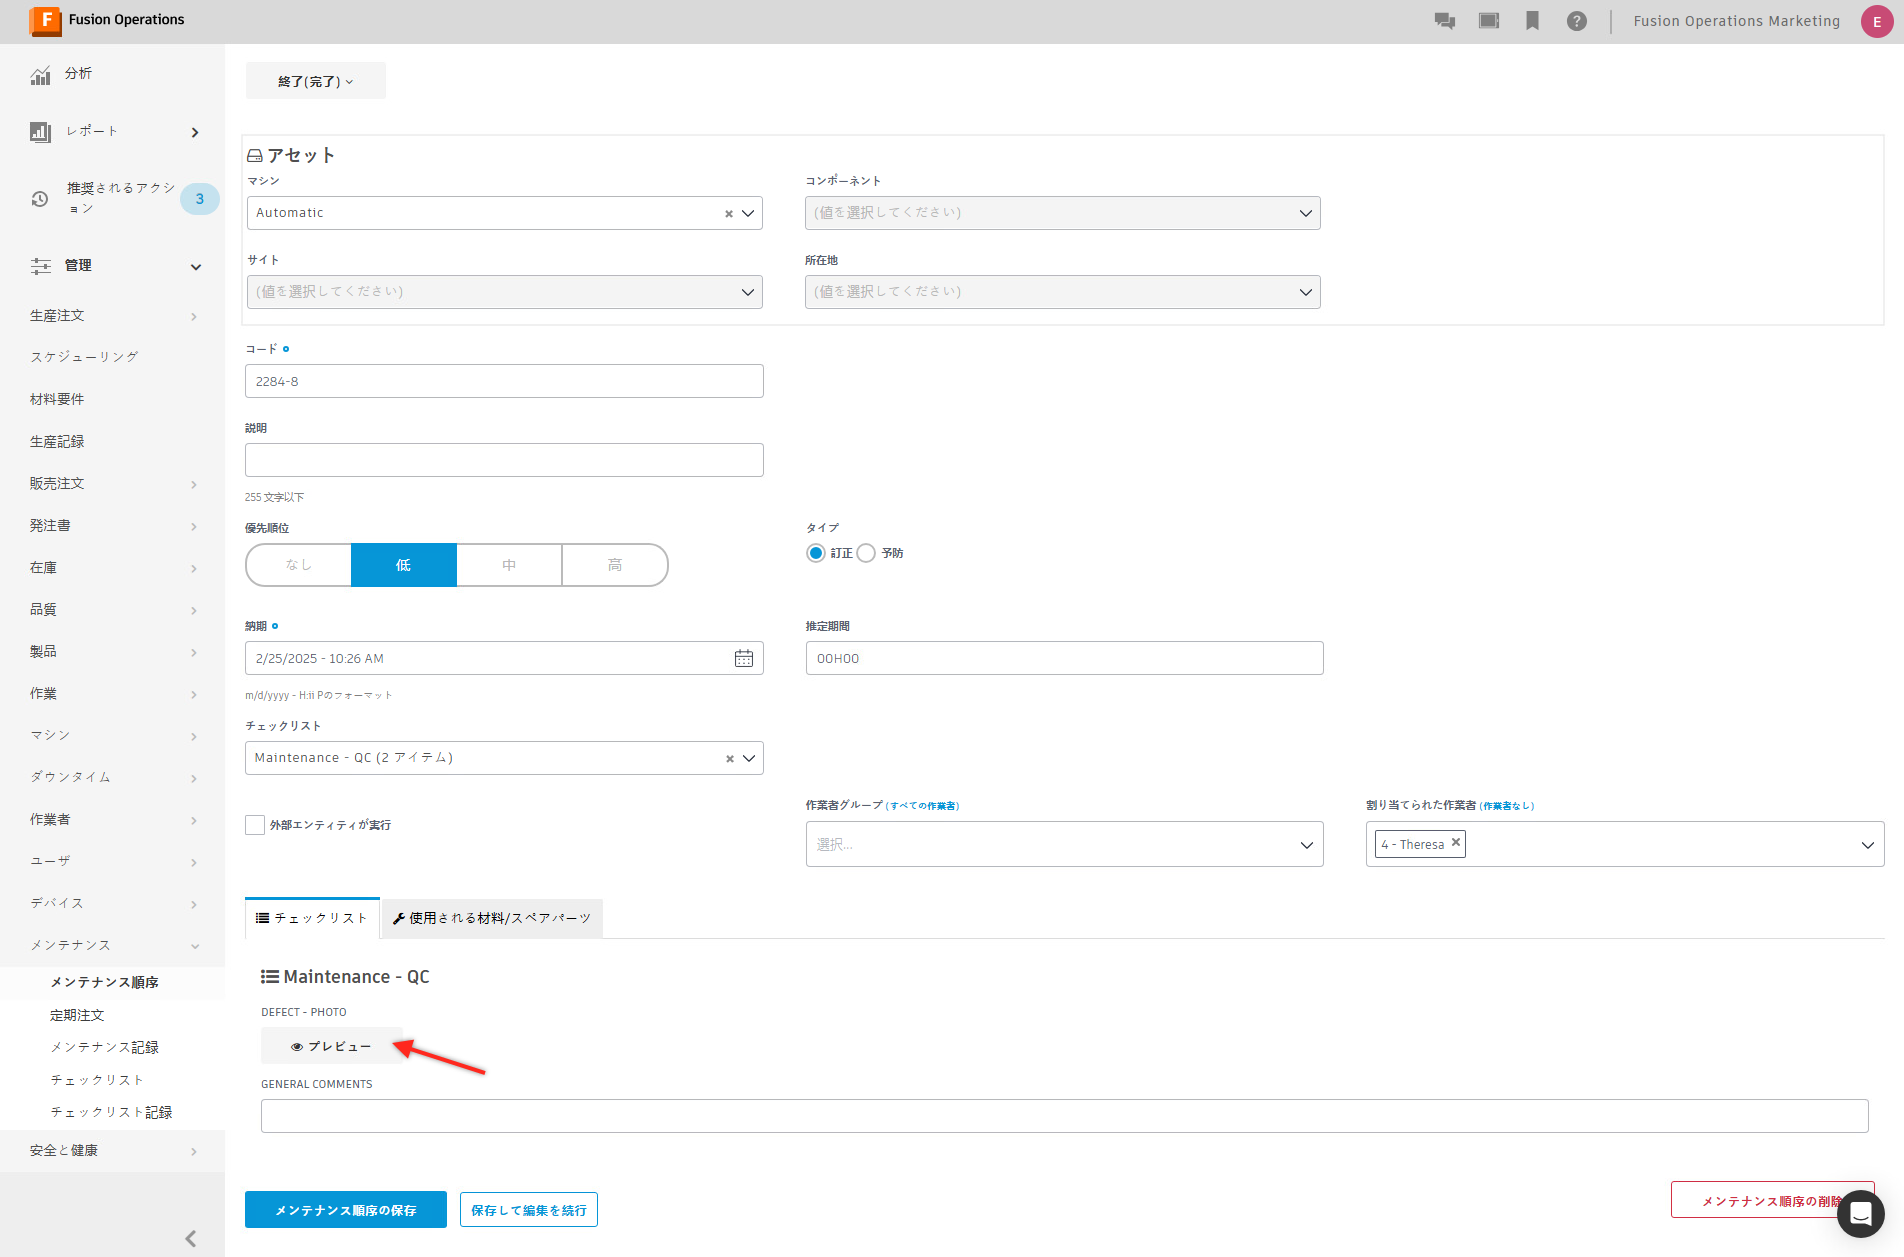 F Fusion Operations
Fusion Operations Marketing
E
分析
レポート
推奨されるアクシ
ョン
3
管理
生産注文
スケジューリング
材料要件
生産記録
販売注文
発注書
在庫
品質
製品
作業
マシン
ダウンタイム
作業者
ユーザ
デバイス
メンテナンス
メンテナンス順序
定期注文
メンテナンス記録
チェックリスト
チェックリスト記録
安全と健康
終了(完了)
アセット
マシン
コンポーネント
Automatic
(値を選択してください)
サイト
所在地
(値を選択してください)
(値を選択してください)
コード
2284-8
説明
255 文字以下
優先順位
タイプ
なし
低
中
高
訂正
予防
納期
推定期間
2/25/2025 - 10:26 AM
00H00
m/d/yyyy - H:ii Pのフォーマット
チェックリスト
Maintenance - QC (2 アイテム)
外部エンティティが実行
作業者グループ (すべての作業者)
割り当てられた作業者 (作業者なし)
選択...
4 - Theresa
チェックリスト
使用される材料/スペアパーツ
Maintenance - QC
DEFECT - PHOTO
プレビュー
GENERAL COMMENTS
メンテナンス順序の保存
保存して編集を続行
メンテナンス順序の削除